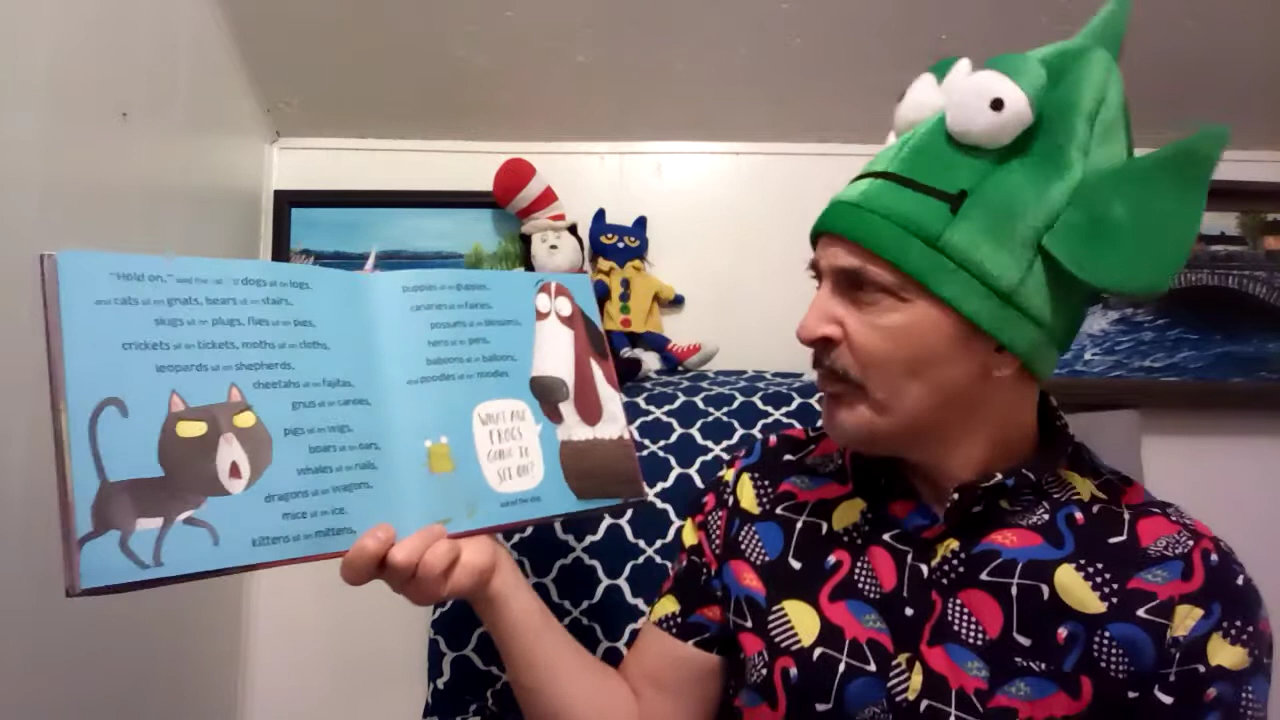 "Hold on," said the cat "If dogs sit on logs,
and cats sit on gnats, bears sit on stairs,
slugs sit on plugs, flies sit on pies,
crickets sit on tickets, moths sit on cloths,
leopards sit on shepherds,
cheetahs sit on fajitas,
gnus sit on canoes,
pigs sit on wigs,
boars sit on oars,
whales sit on nails,
dragons sit on wagons,
mice sit on ice,
kittens sit on mittens,
puppies sit on guppies,
canaries sit on fairies,
possums sit on blossoms,
hens sit on pens,
baboons sit on balloons,
and poodles sit on noodles
WHAT ARE
FROGS
GOING TO
SIT ON?
asked the dog.